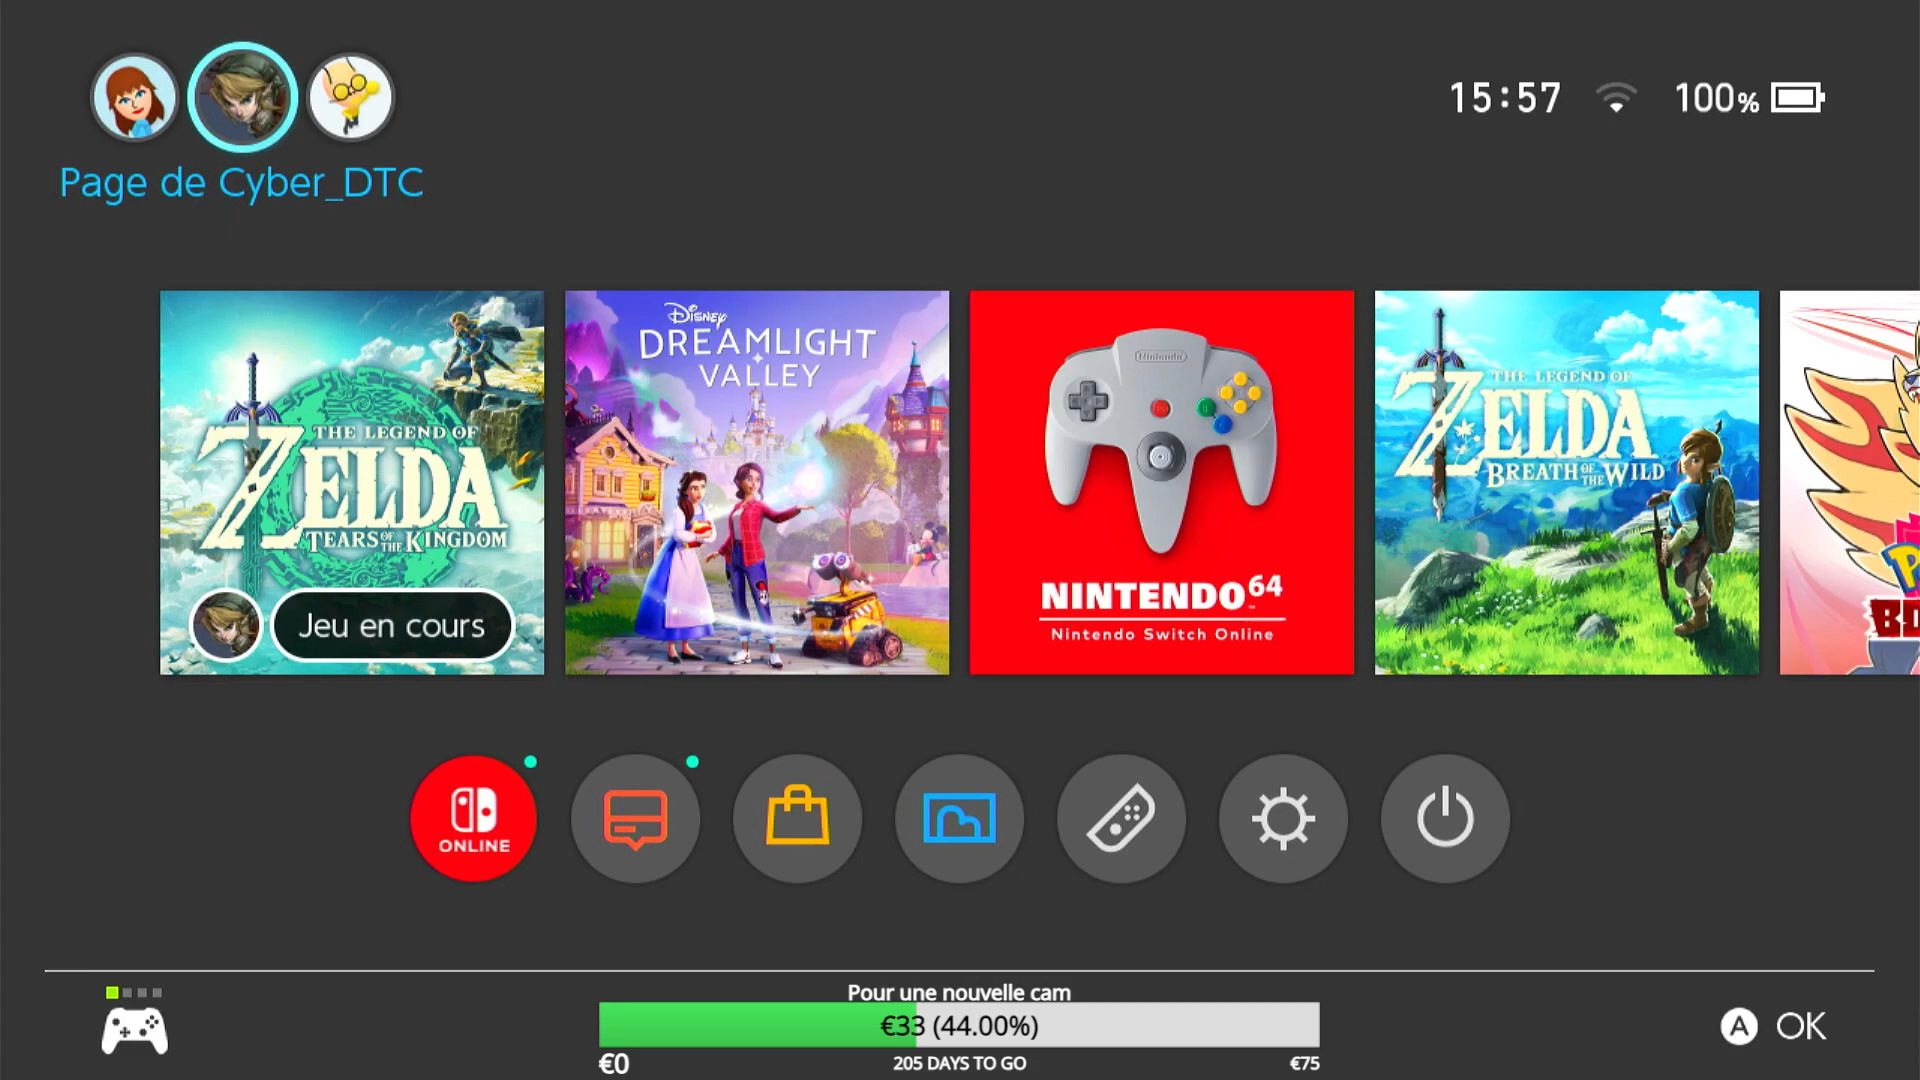 15:57
100%
Page de Cyber_DTC
THE LEGEND OF
ZELDA
TEARS OF THE KINGDOM
Jeu en cours
Disney
DREAMLIGHT
VALLEY
Nintendo
NINTENDO 64
Nintendo Switch Online
THE LEGEND OF
ZELDA
BREATH OF THE WILD
ONLINE
Pour une nouvelle cam
€33 (44.00%)
€0
205 DAYS TO GO
€75
A OK